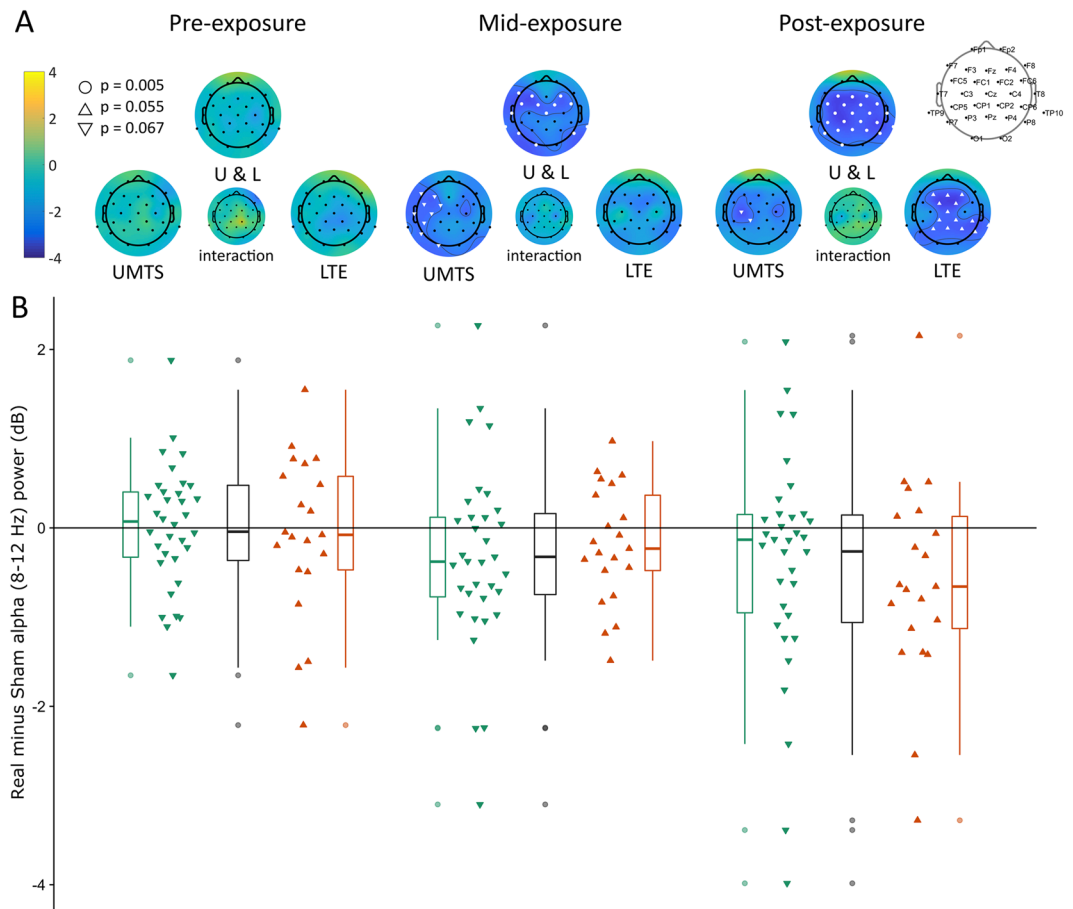 A
Pre-exposure
Mid-exposure
Post-exposure
4
2
0
-2
-4
p = 0.005
p = 0.055
p = 0.067
U & L
UMTS
interaction
LTE
U & L
UMTS
interaction
LTE
U & L
UMTS
interaction
LTE
Fp1 Fp2
F7 F3 Fz F4 F8
FC5 FC1 FC2 FC6
T7 C3 Cz C4 T8
TP9 CP5 CP1 CP2 CP6 TP10
P7 P3 Pz P4 P8
O1 O2
B
Real minus Sham alpha (8-12 Hz) power (dB)
2
0
-2
-4